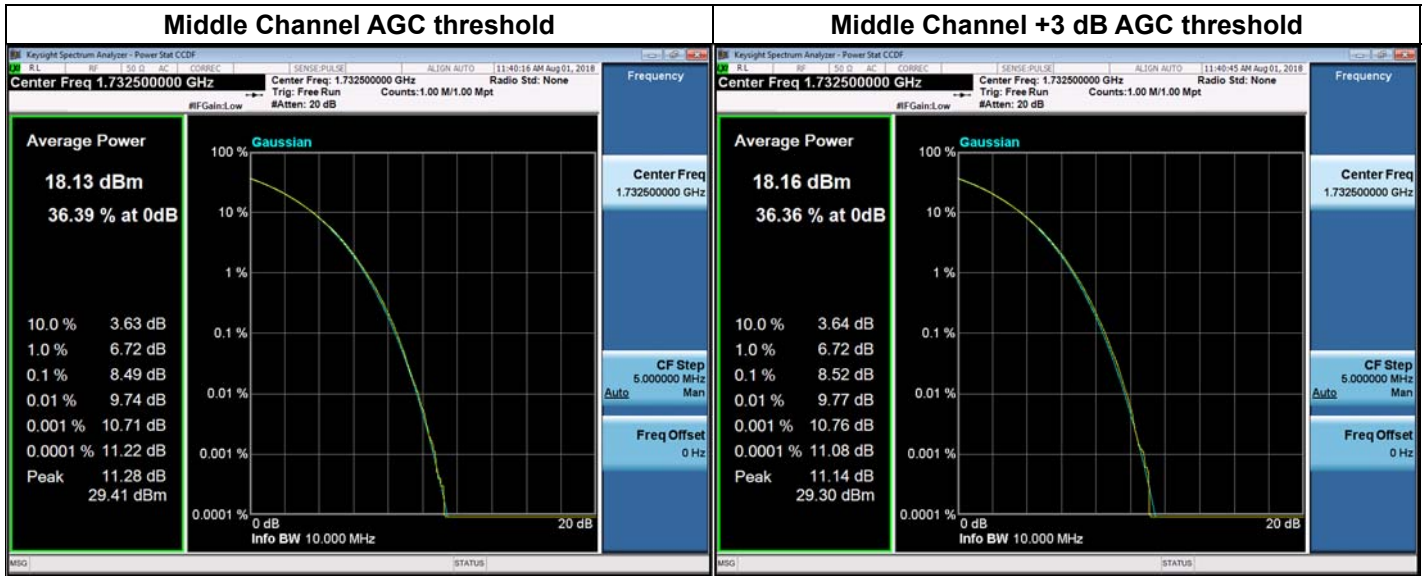 Middle Channel AGC threshold
Keysight Spectrum Analyzer - Power Stat CCDF
RL RF 50 Ω AC CORREC SENSE:PULSE ALIGN AUTO 11:40:16 AM Aug 01, 2018
Center Freq 1.732500000 GHz
Center Freq: 1.732500000 GHz Radio Std: None
Trig: Free Run Counts:1.00 M/1.00 Mpt
#IFGain:Low #Atten: 20 dB
Frequency
Average Power
18.13 dBm
36.39 % at 0dB
10.0 % 3.63 dB
1.0 % 6.72 dB
0.1 % 8.49 dB
0.01 % 9.74 dB
0.001 % 10.71 dB
0.0001 % 11.22 dB
Peak 11.28 dB
29.41 dBm
Gaussian
100 %
10 %
1 %
0.1 %
0.01 %
0.001 %
0.0001 %
0 dB 20 dB
Info BW 10.000 MHz
Center Freq
1.732500000 GHz
CF Step
5.000000 MHz
Auto Man
Freq Offset
0 Hz
MSG STATUS
Middle Channel +3 dB AGC threshold
Keysight Spectrum Analyzer - Power Stat CCDF
RL RF 50 Ω AC CORREC SENSE:PULSE ALIGN AUTO 11:40:45 AM Aug 01, 2018
Center Freq 1.732500000 GHz
Center Freq: 1.732500000 GHz Radio Std: None
Trig: Free Run Counts:1.00 M/1.00 Mpt
#IFGain:Low #Atten: 20 dB
Frequency
Average Power
18.16 dBm
36.36 % at 0dB
10.0 % 3.64 dB
1.0 % 6.72 dB
0.1 % 8.52 dB
0.01 % 9.77 dB
0.001 % 10.76 dB
0.0001 % 11.08 dB
Peak 11.14 dB
29.30 dBm
Gaussian
100 %
10 %
1 %
0.1 %
0.01 %
0.001 %
0.0001 %
0 dB 20 dB
Info BW 10.000 MHz
Center Freq
1.732500000 GHz
CF Step
5.000000 MHz
Auto Man
Freq Offset
0 Hz
MSG STATUS